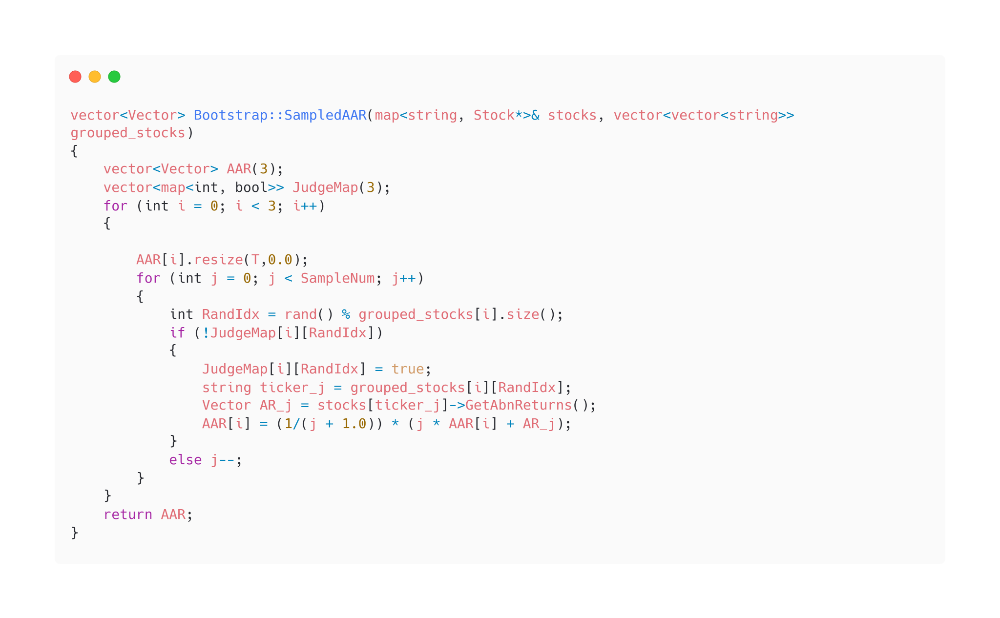 vector<Vector> Bootstrap::SampledAAR(map<string, Stock*>& stocks, vector<vector<string>>
grouped_stocks)
{
    vector<Vector> AAR(3);
    vector<map<int, bool>> JudgeMap(3);
    for (int i = 0; i < 3; i++)
    {

        AAR[i].resize(T,0.0);
        for (int j = 0; j < SampleNum; j++)
        {
            int RandIdx = rand() % grouped_stocks[i].size();
            if (!JudgeMap[i][RandIdx])
            {
                JudgeMap[i][RandIdx] = true;
                string ticker_j = grouped_stocks[i][RandIdx];
                Vector AR_j = stocks[ticker_j]->GetAbnReturns();
                AAR[i] = (1/(j + 1.0)) * (j * AAR[i] + AR_j);
            }
            else j--;
        }
    }
    return AAR;
}